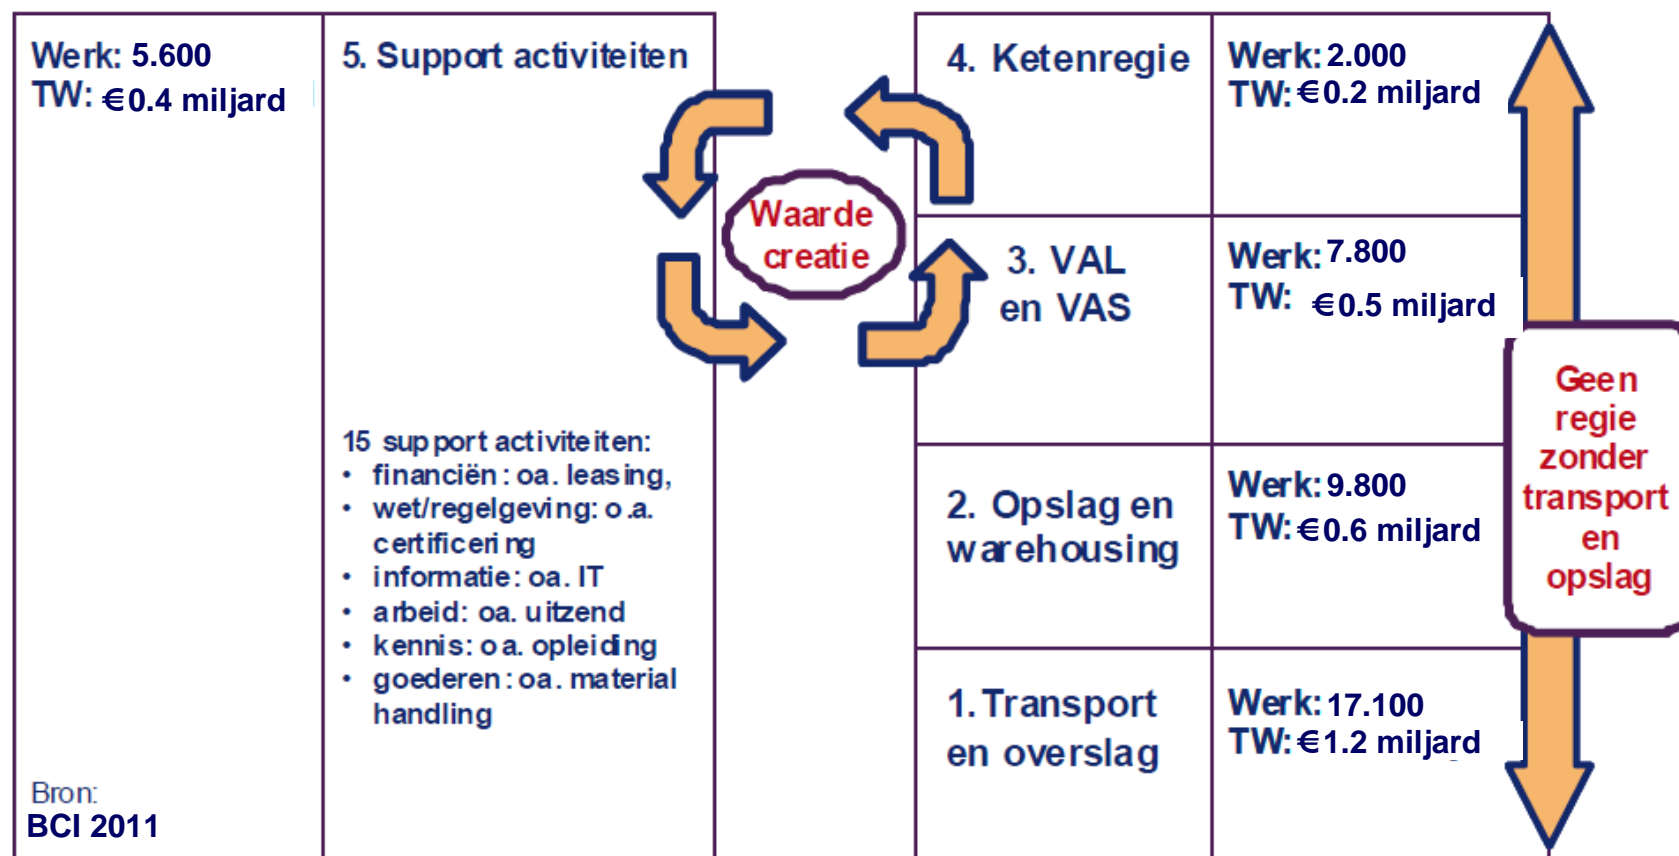 Werk: 5.600
TW: €0.4 miljard
5. Support activiteiten
15 support activiteiten:
• financiën: oa. leasing,
• wet/regelgeving: o.a.
certificering
• informatie: oa. IT
• arbeid: oa. uitzend
• kennis: oa. opleiding
• goederen: oa. material
handling
Bron:
BCI 2011
Waarde
creatie
4. Ketenregie
Werk: 2.000
TW: €0.2 miljard
3. VAL
en VAS
Werk: 7.800
TW: €0.5 miljard
2. Opslag en
warehousing
Werk: 9.800
TW: €0.6 miljard
1. Transport
en overslag
Werk: 17.100
TW: €1.2 miljard
Geen
regie
zonder
transport
en
opslag